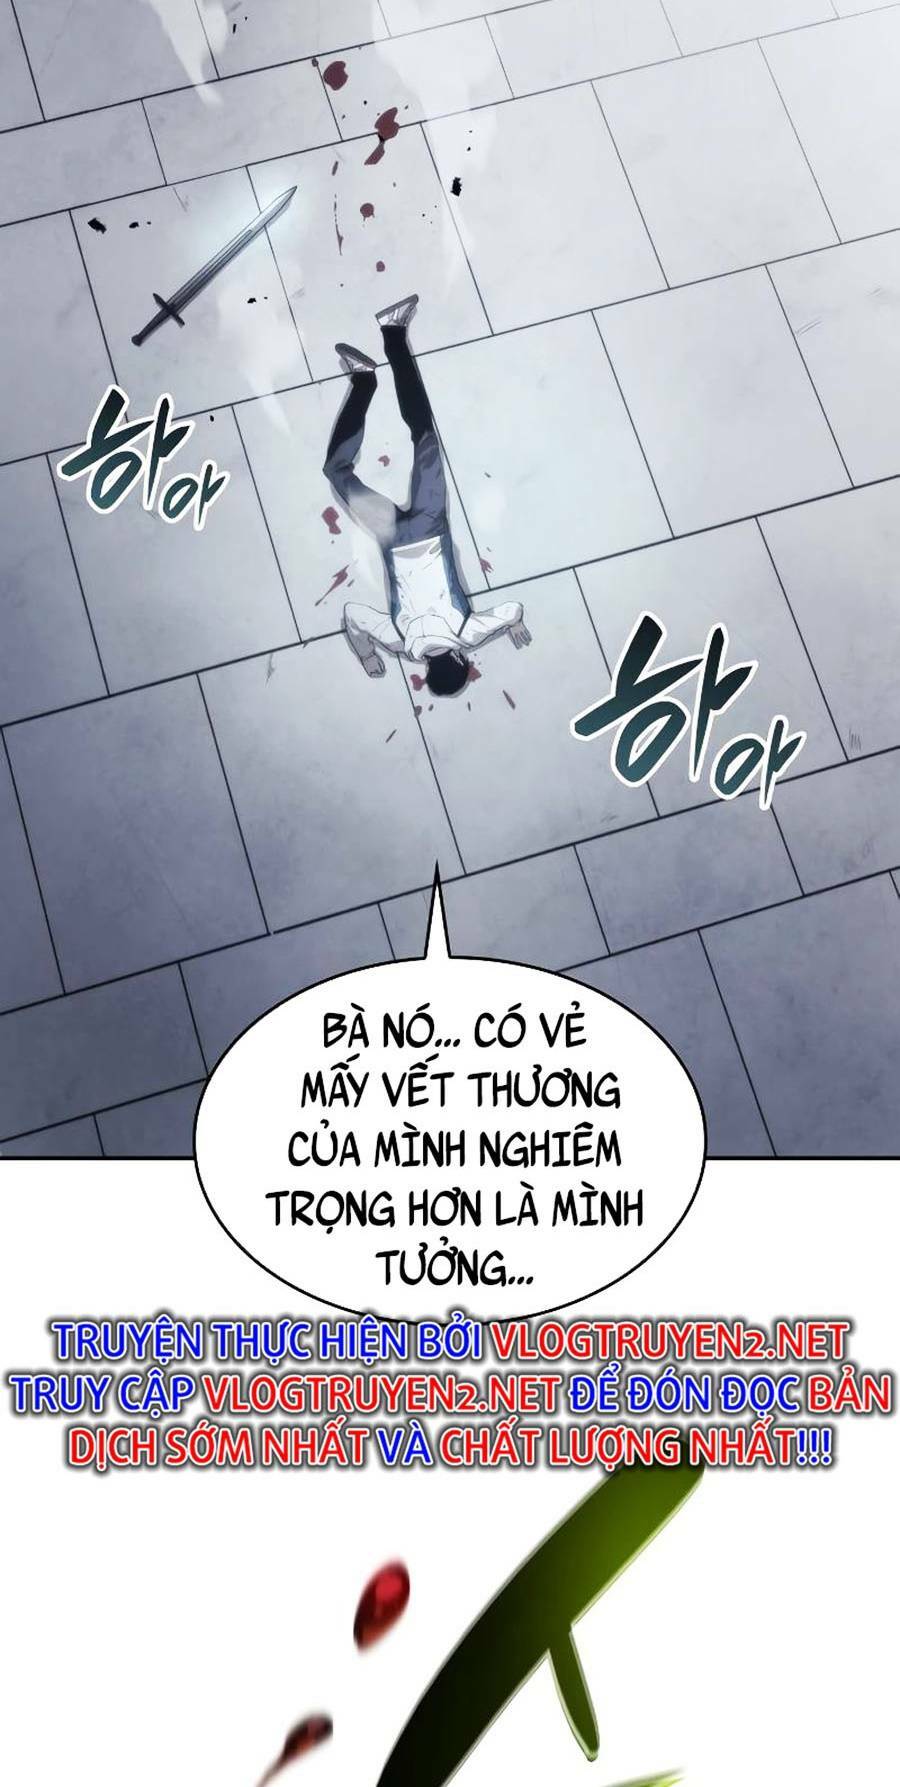 하아
하아
BÀ NÓ... CÓ VẺ
MẤY VẾT THƯƠNG
CỦA MÌNH NGHIÊM
TRỌNG HƠN LÀ MÌNH
TƯỞNG...
TRUYỆN THỰC HIỆN BỞI VLOGTRUYEN2.NET
TRUY CẬP VLOGTRUYEN2.NET ĐỂ ĐÓN ĐỌC BẢN
DỊCH SỚM NHẤT VÀ CHẤT LƯỢNG NHẤT!!!